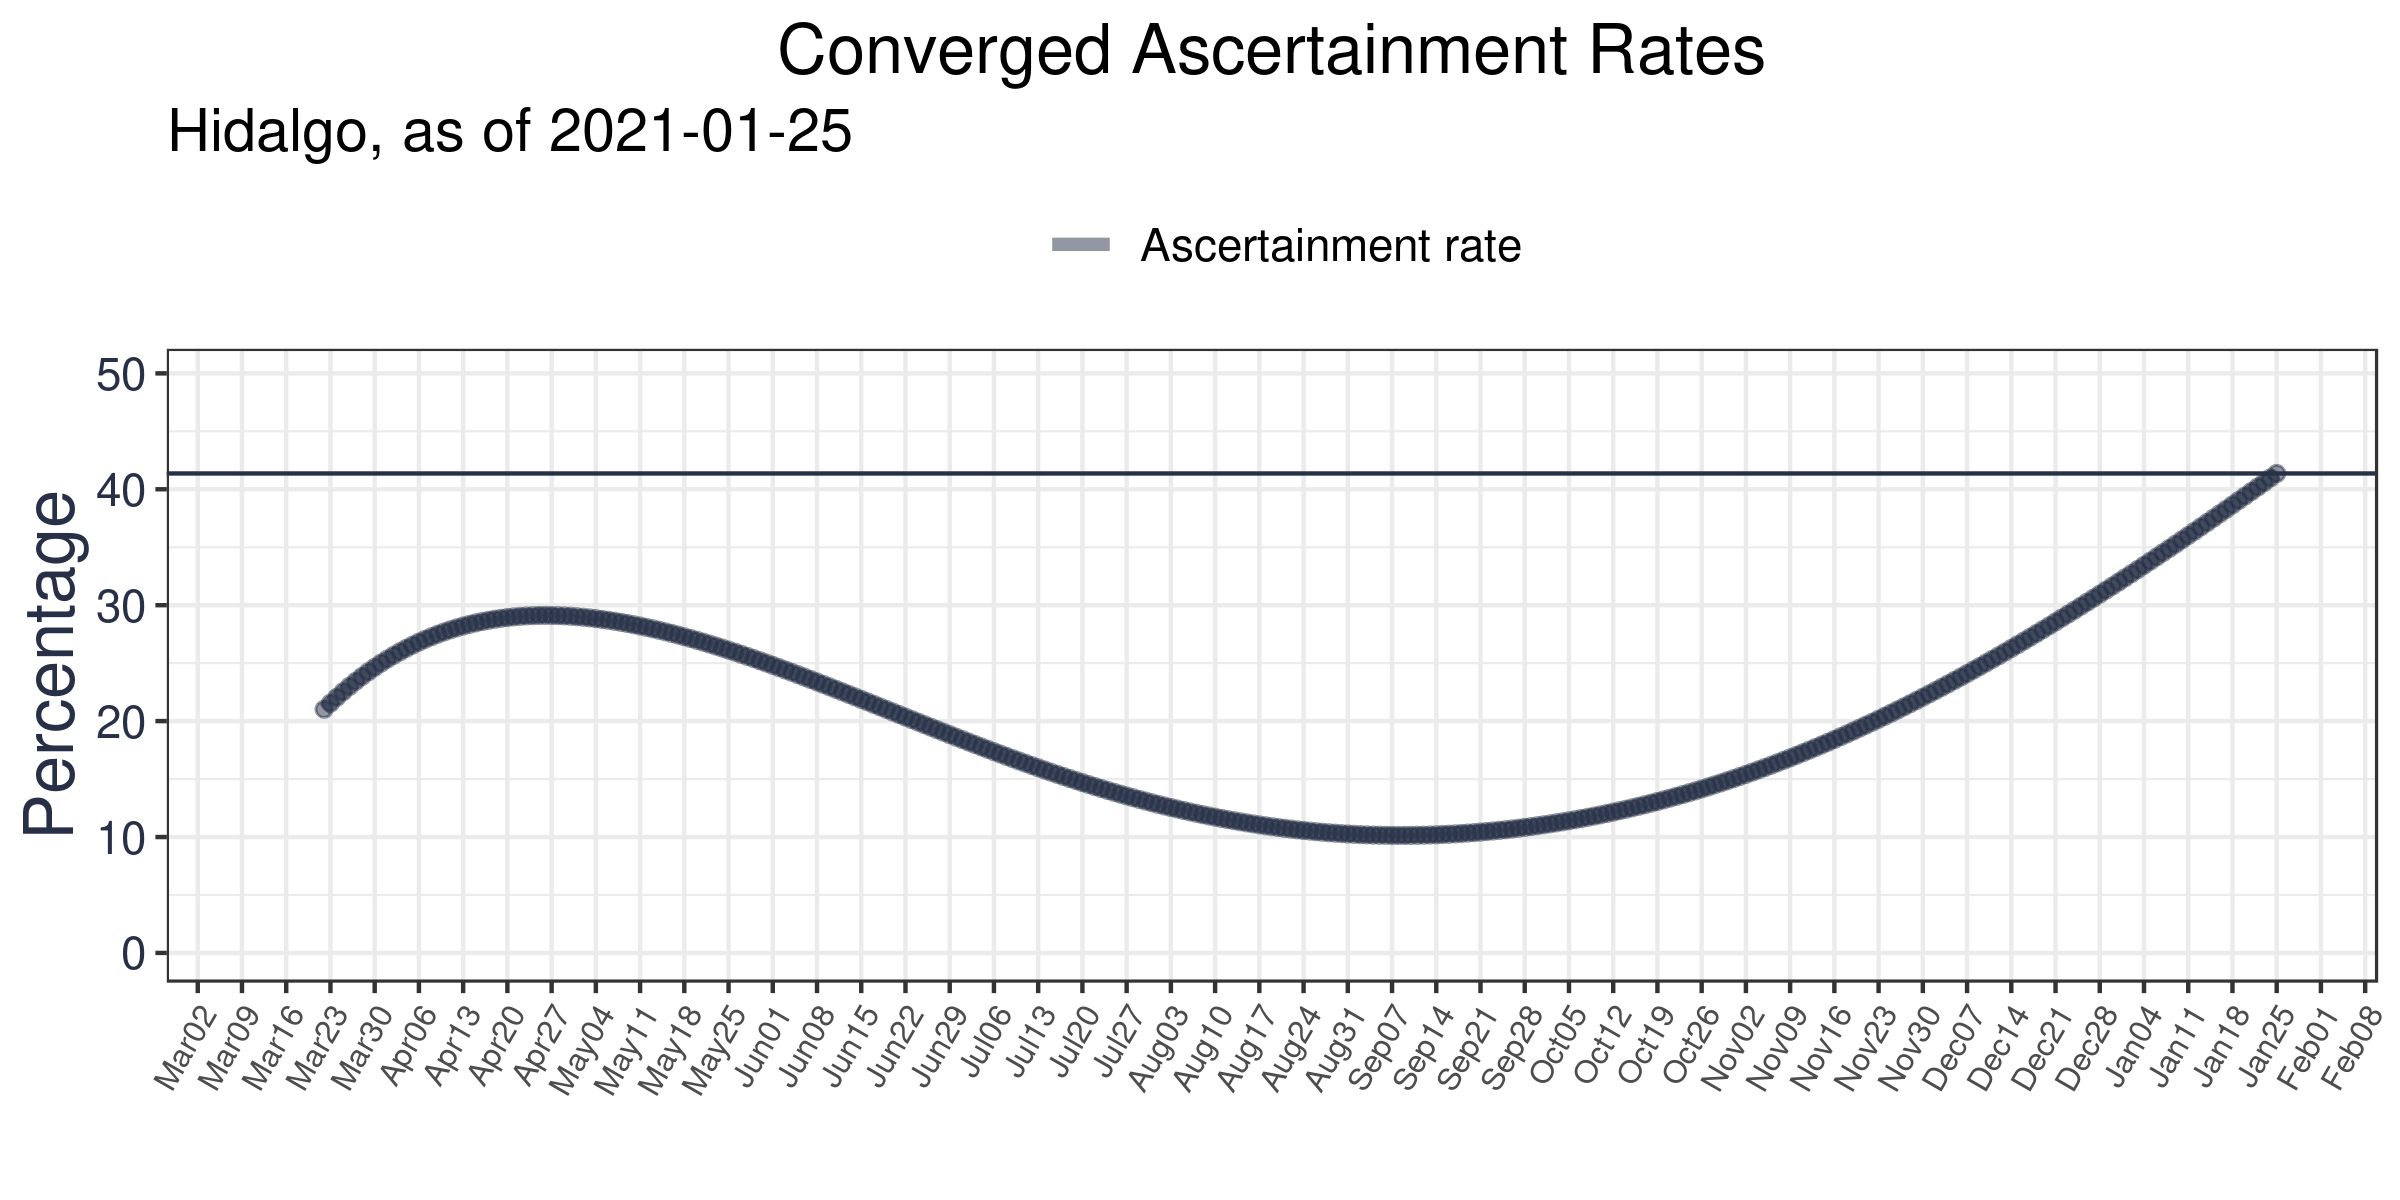 Converged Ascertainment Rates
Hidalgo, as of 2021-01-25
Ascertainment rate
Percentage
50
40
30
20
10
0
Mar02 Mar09 Mar16 Mar23 Mar30 Apr06 Apr13 Apr20 Apr27 May04 May11 May18 May25 Jun01 Jun08 Jun15 Jun22 Jun29 Jul06 Jul13 Jul20 Jul27 Aug03 Aug10 Aug17 Aug24 Aug31 Sep07 Sep14 Sep21 Sep28 Oct05 Oct12 Oct19 Oct26 Nov02 Nov09 Nov16 Nov23 Nov30 Dec07 Dec14 Dec21 Dec28 Jan04 Jan11 Jan18 Jan25 Feb01 Feb08